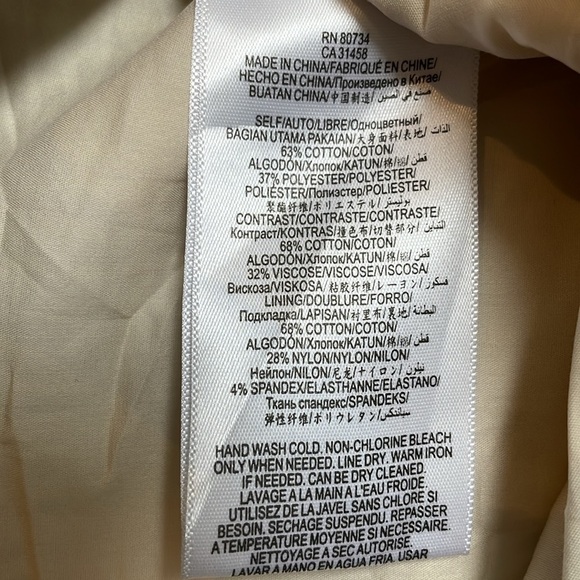 RN 80734
CA 31458
MADE IN CHINA/FABRIQUÉ EN CHINE/
HECHO EN CHINA/Произведено в Китае/
BUATAN CHINA/中国制造/ صنع في الصين
SELF/AUTO/LIBRE/Одноцветный/
BAGIAN UTAMA PAKAIAN/大身面料/表地/ الذات
63% COTTON/COTON/
ALGODÓN/Хлопок/KATUN/棉/綿/ قطن
37% POLYESTER/POLYESTER/
POLIÉSTER/Полиэстер/POLIESTER/
聚酯纤维/ポリエステル/ بوليستر
CONTRAST/CONTRASTE/CONTRASTE/
Контраст/KONTRAS/撞色布/切替部分/ التباين
68% COTTON/COTON/
ALGODÓN/Хлопок/KATUN/棉/綿/ قطن
32% VISCOSE/VISCOSE/VISCOSA/
Вискоза/VISKOSA/粘胶纤维/レーヨン/ فسكوز
LINING/DOUBLURE/FORRO/
Подкладка/LAPISAN/衬里布/裏地/ البطانة
68% COTTON/COTON/
ALGODÓN/Хлопок/KATUN/棉/綿/ قطن
28% NYLON/NYLON/NILON/
Нейлон/NILON/尼龙/ナイロン/ نيلون
4% SPANDEX/ELASTHANNE/ELASTANO/
Ткань спандекс/SPANDEKS/
弹性纤维/ポリウレタン/ سباندكس
HAND WASH COLD. NON-CHLORINE BLEACH
ONLY WHEN NEEDED. LINE DRY. WARM IRON
IF NEEDED. CAN BE DRY CLEANED.
LAVAGE A LA MAIN A L'EAU FROIDE.
UTILISEZ DE LA JAVEL SANS CHLORE SI
BESOIN. SECHAGE SUSPENDU. REPASSER
A TEMPERATURE MOYENNE SI NECESSAIRE.
NETTOYAGE A SEC AUTORISE.
LAVAR A MANO EN AGUA FRIA. USAR